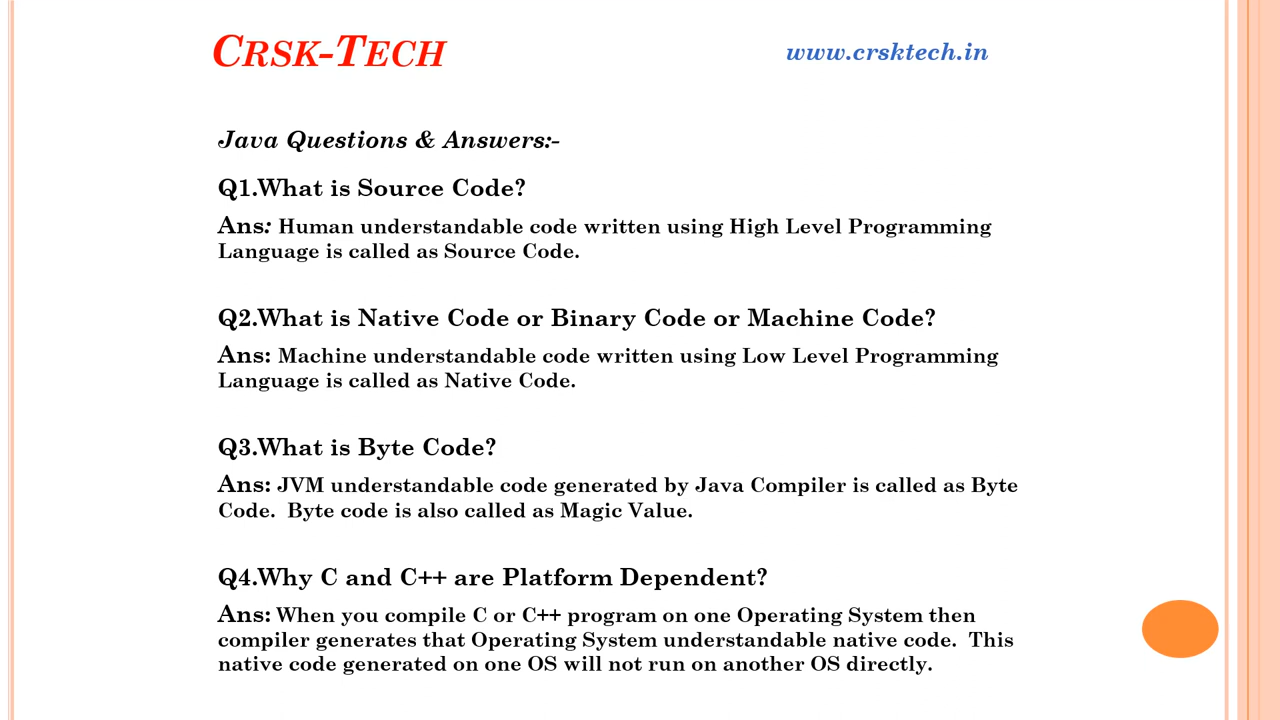 CRSK-TECH
www.crsktech.in
Java Questions & Answers:-
Q1.What is Source Code?
Ans: Human understandable code written using High Level Programming
Language is called as Source Code.
Q2.What is Native Code or Binary Code or Machine Code?
Ans: Machine understandable code written using Low Level Programming
Language is called as Native Code.
Q3.What is Byte Code?
Ans: JVM understandable code generated by Java Compiler is called as Byte
Code.  Byte code is also called as Magic Value.
Q4.Why C and C++ are Platform Dependent?
Ans: When you compile C or C++ program on one Operating System then
compiler generates that Operating System understandable native code.  This
native code generated on one OS will not run on another OS directly.